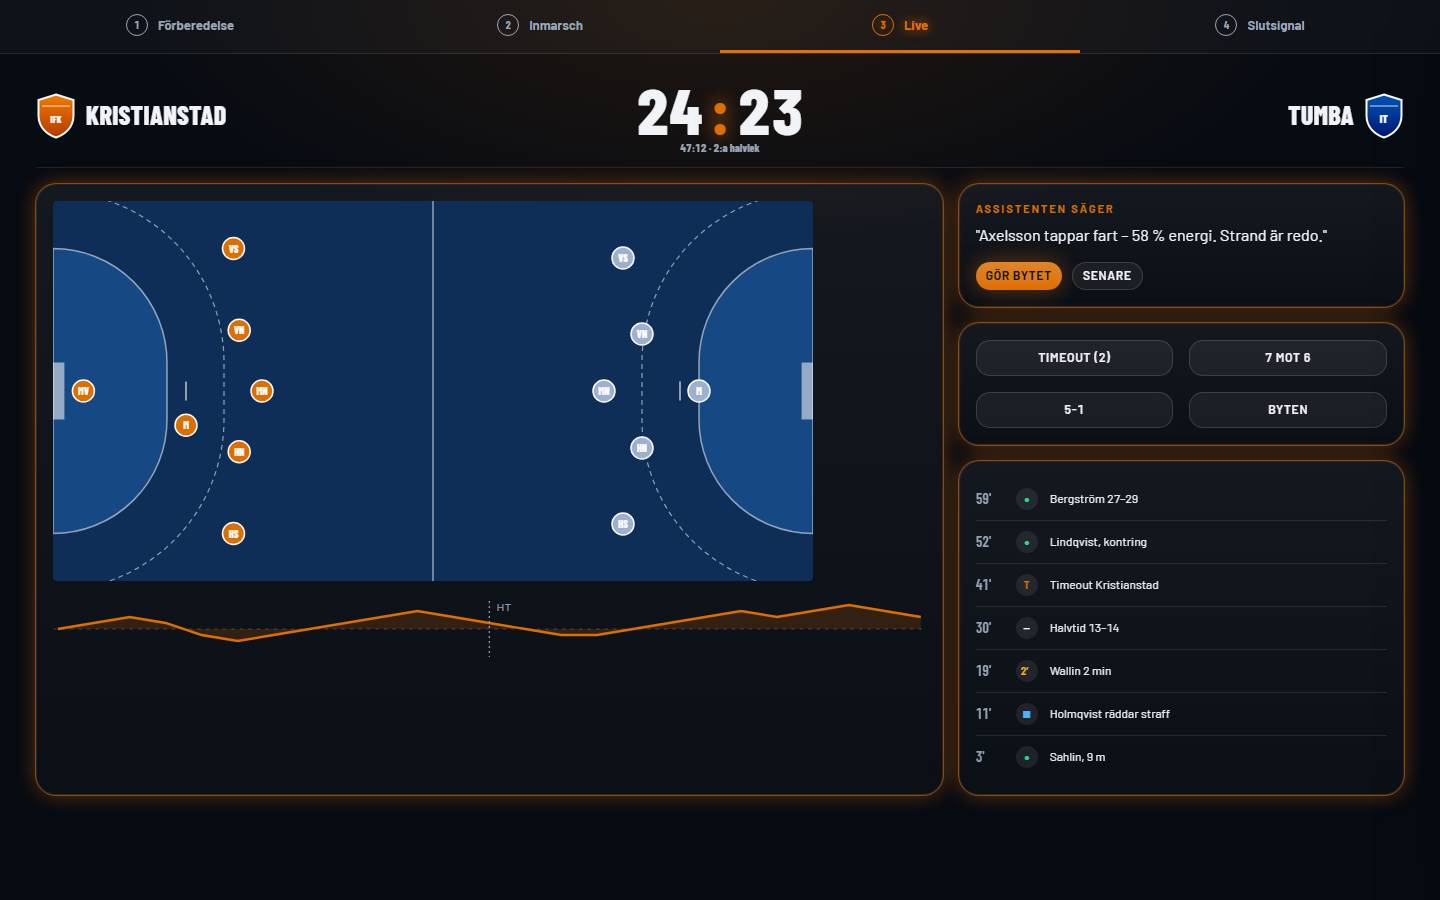 1 Förberedelse
2 Inmarsch
3 Live
4 Slutsignal
IFK KRISTIANSTAD
24:23
47:12 · 2:a halvlek
TUMBA IT
VS
VN
MV
MN
M
HN
HS
VS
VN
MN
M
HN
HS
HT
ASSISTENTEN SÄGER
"Axelsson tappar fart – 58 % energi. Strand är redo."
GÖR BYTET SENARE
TIMEOUT (2) 7 MOT 6
5-1 BYTEN
59' Bergström 27–29
52' Lindqvist, kontring
41' T Timeout Kristianstad
30' – Halvtid 13–14
19' 2' Wallin 2 min
11' Holmqvist räddar straff
3' Sahlin, 9 m